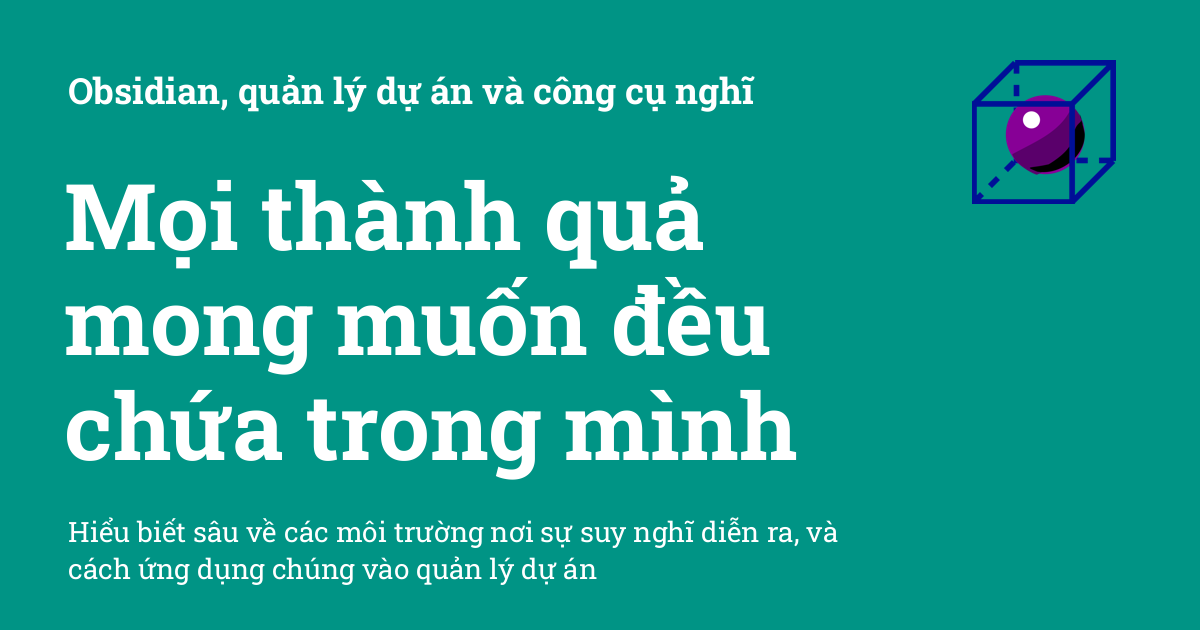 Obsidian, quản lý dự án và công cụ nghĩ
Mọi thành quả
mong muốn đều
chứa trong mình
Hiểu biết sâu về các môi trường nơi sự suy nghĩ diễn ra, và
cách ứng dụng chúng vào quản lý dự án